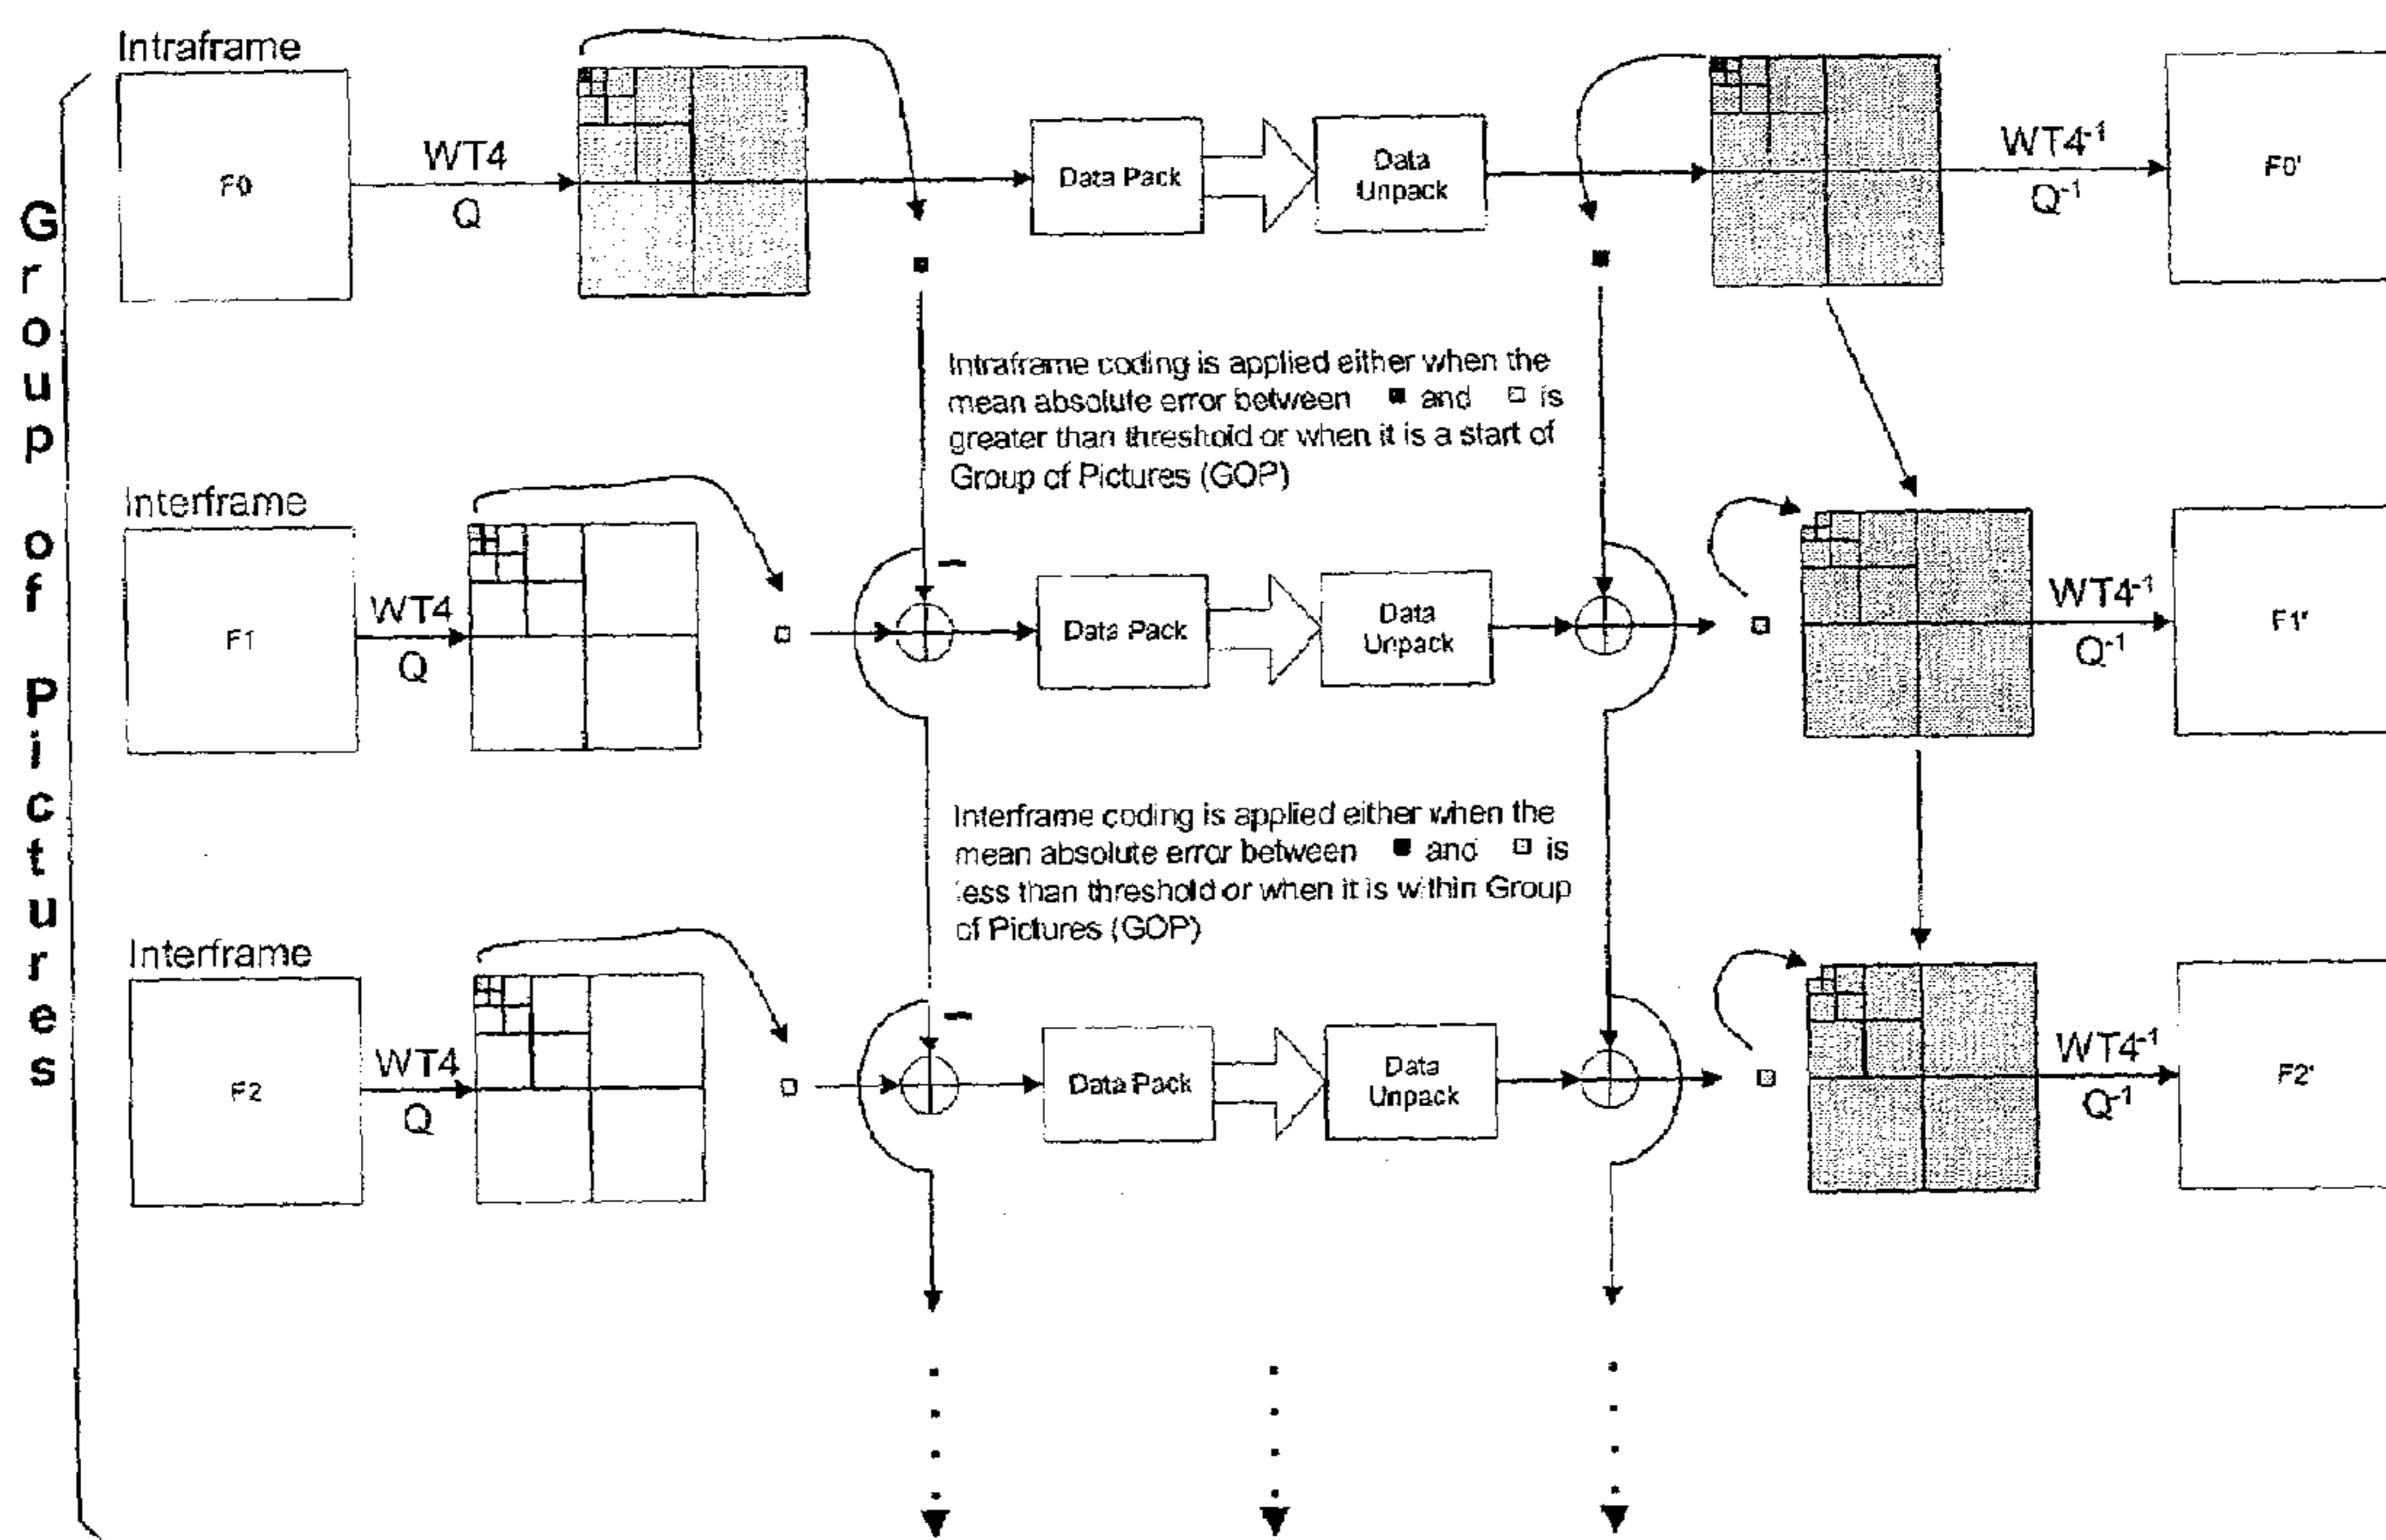 Group of Pictures
Intraframe
F0
WT4
Q
Data Pack
Data
Unpack
WT4-1
Q-1
F0'
Intraframe coding is applied either when the
mean absolute error between ■ and □ is
greater than threshold or when it is a start of
Group of Pictures (GOP)
Interframe
F1
WT4
Q
−
Data Pack
Data
Unpack
WT4-1
Q-1
F1'
Interframe coding is applied either when the
mean absolute error between ■ and □ is
less than threshold or when it is within Group
of Pictures (GOP)
Interframe
F2
WT4
Q
−
Data Pack
Data
Unpack
WT4-1
Q-1
F2'